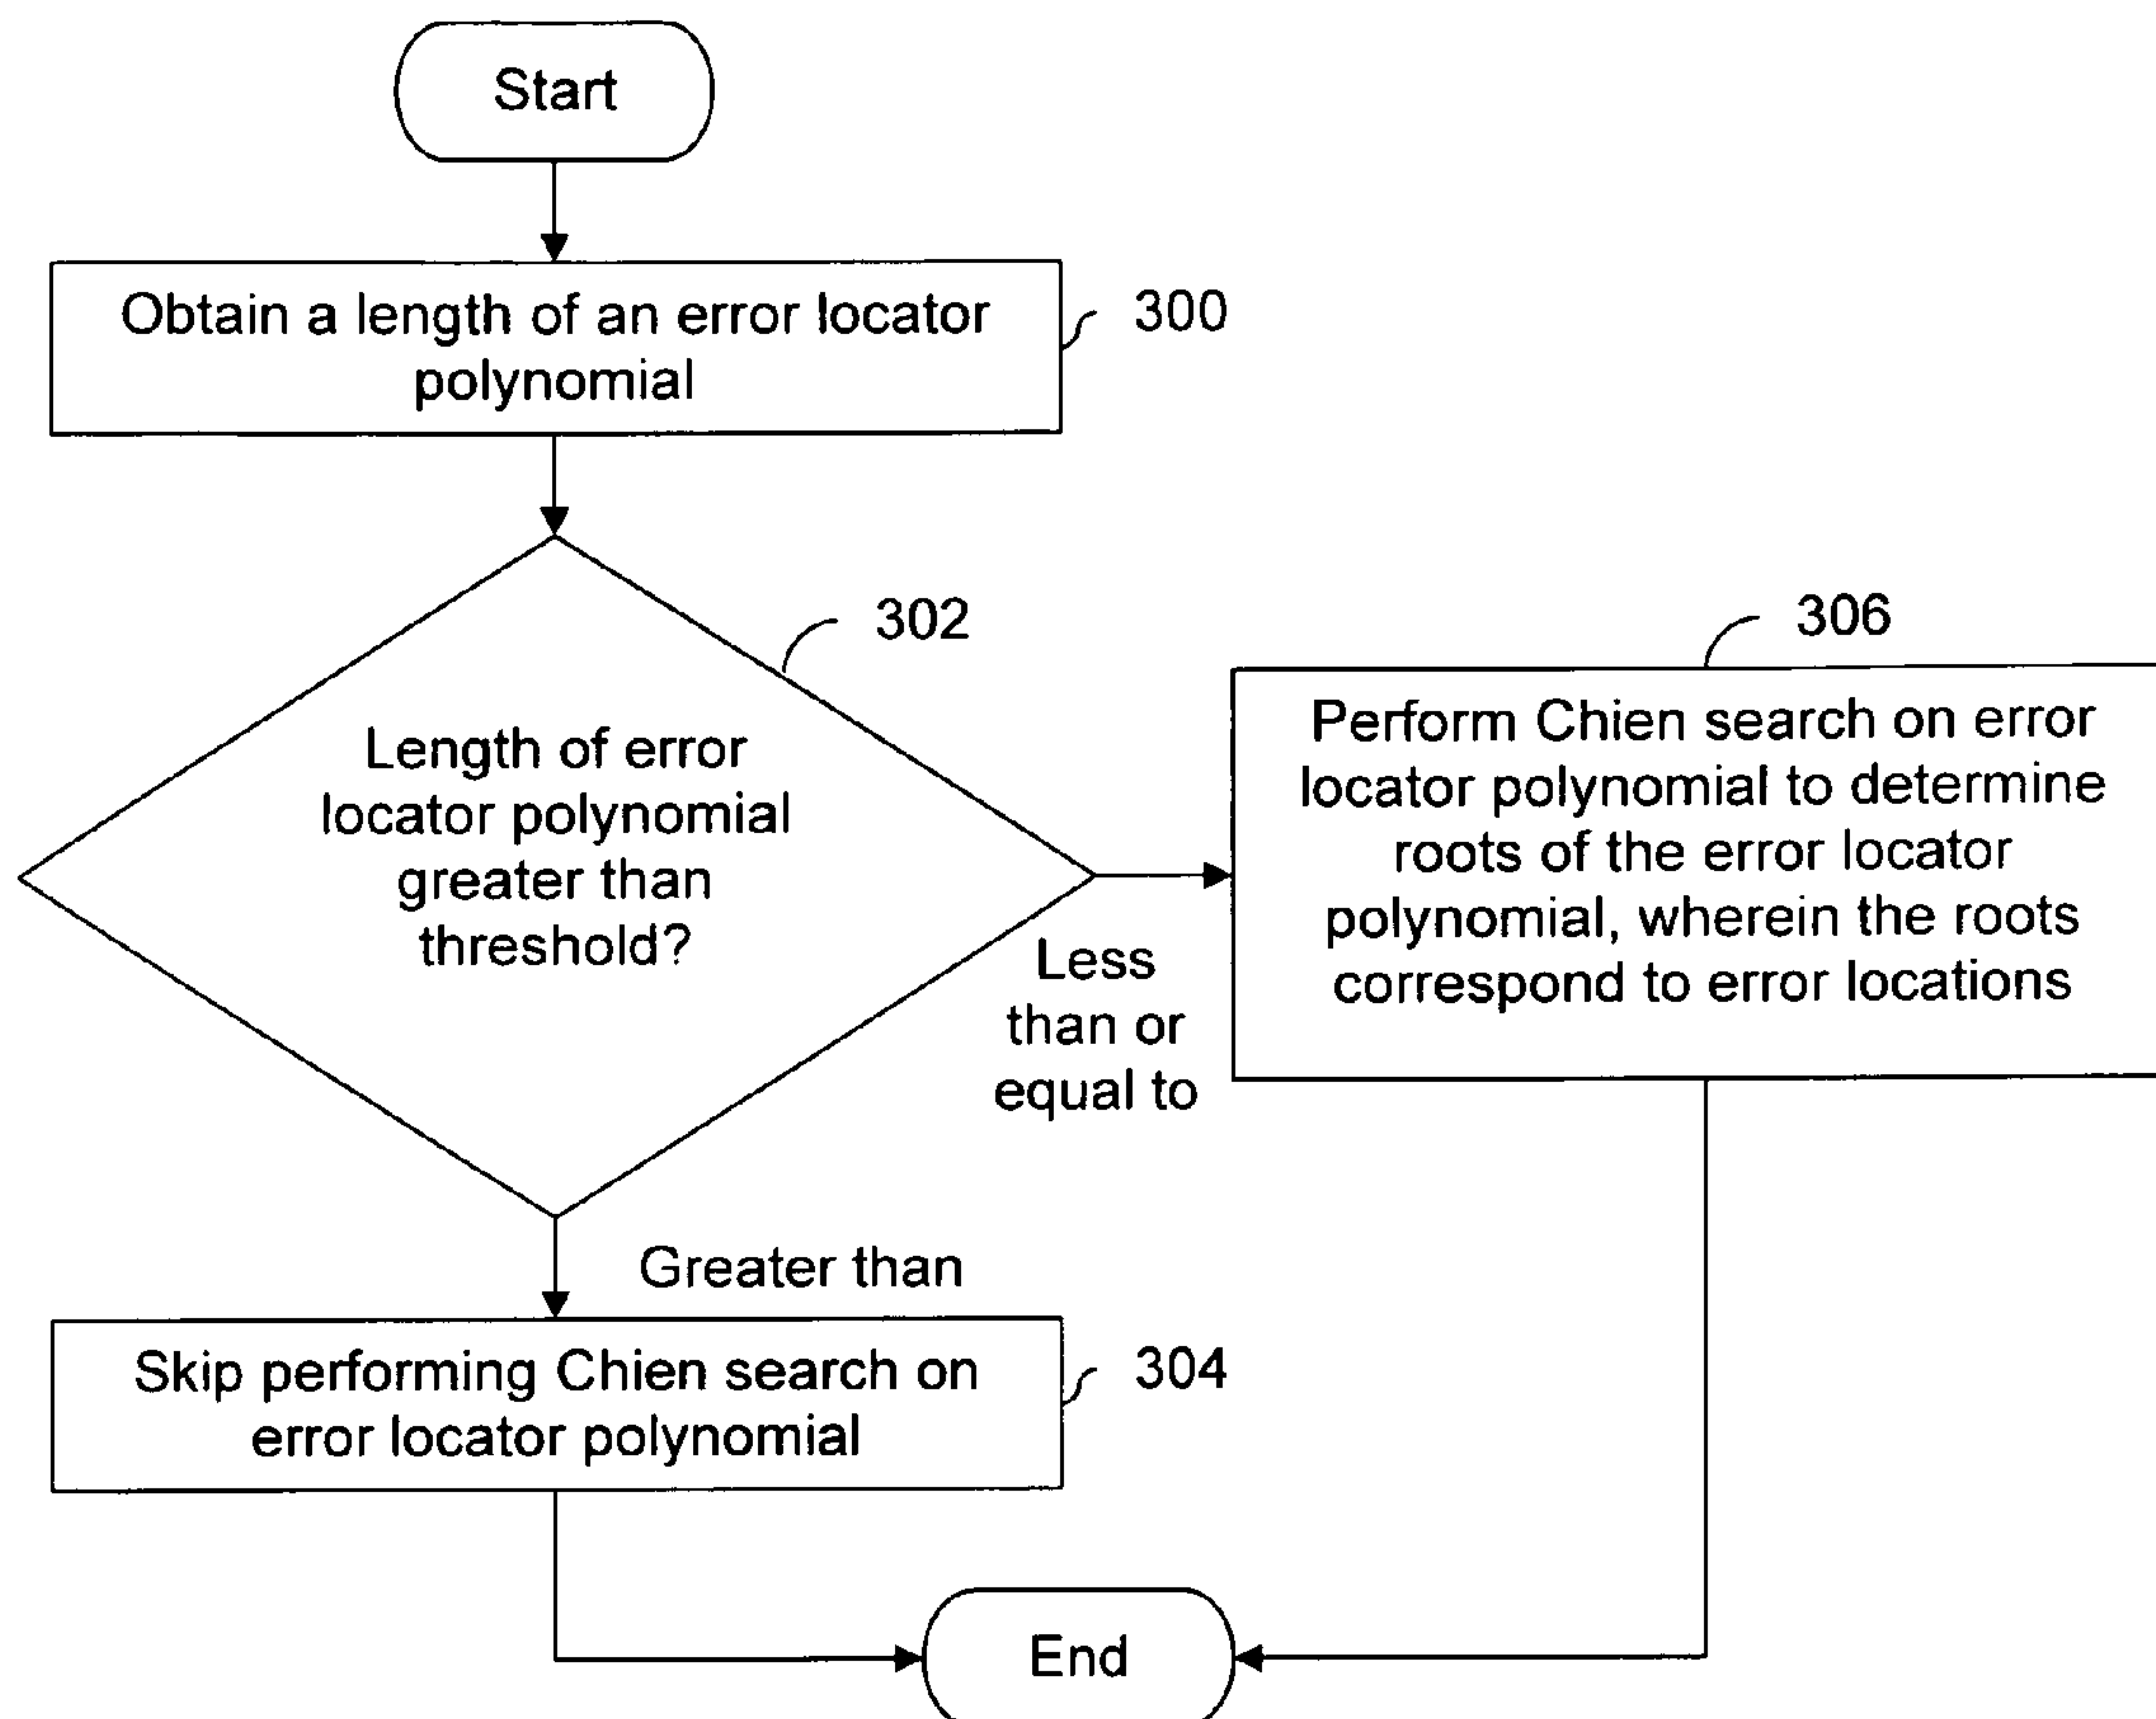 Start
Obtain a length of an error locator
polynomial
300
302
Length of error
locator polynomial
greater than
threshold?
Less
than or
equal to
306
Perform Chien search on error
locator polynomial to determine
roots of the error locator
polynomial, wherein the roots
correspond to error locations
Greater than
Skip performing Chien search on
error locator polynomial
304
End